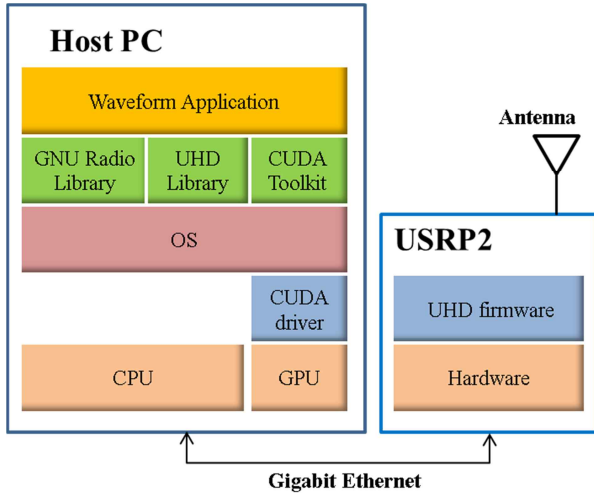 Host PC
Waveform Application
GNU Radio
Library
UHD
Library
CUDA
Toolkit
OS
CUDA
driver
CPU
GPU
Antenna
USRP2
UHD firmware
Hardware
Gigabit Ethernet